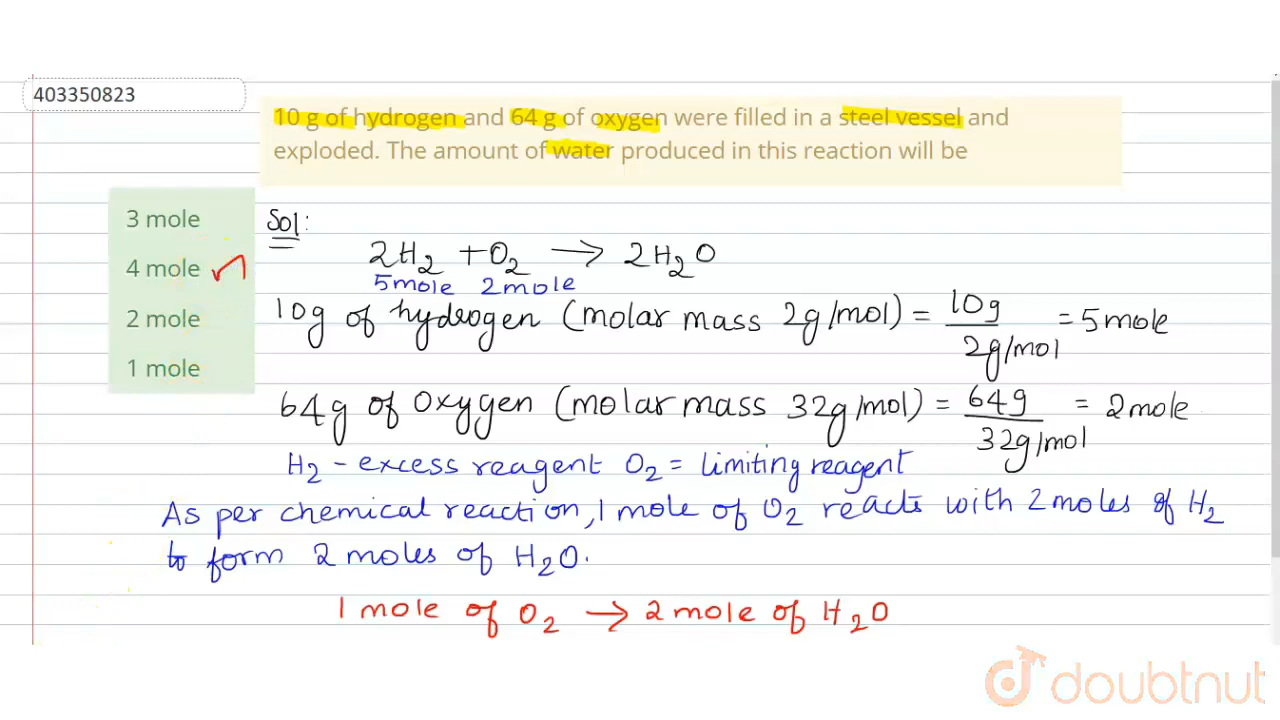 403350823
10 g of hydrogen and 64 g of oxygen were filled in a steel vessel and
exploded. The amount of water produced in this reaction will be
3 mole
4 mole
2 mole
1 mole
Sol:
2H₂ + O₂ → 2H₂O
5mole 2mole
10g of hydrogen (molar mass 2g/mol) = 10g/2g/mol = 5mole
64g of oxygen (molar mass 32g/mol) = 64g/32g/mol = 2mole
H₂ - excess reagent O₂ = limiting reagent
As per chemical reaction, 1 mole of O₂ reacts with 2 moles of H₂
to form 2 moles of H₂O.
1 mole of O₂ → 2 mole of H₂O
doubtnut